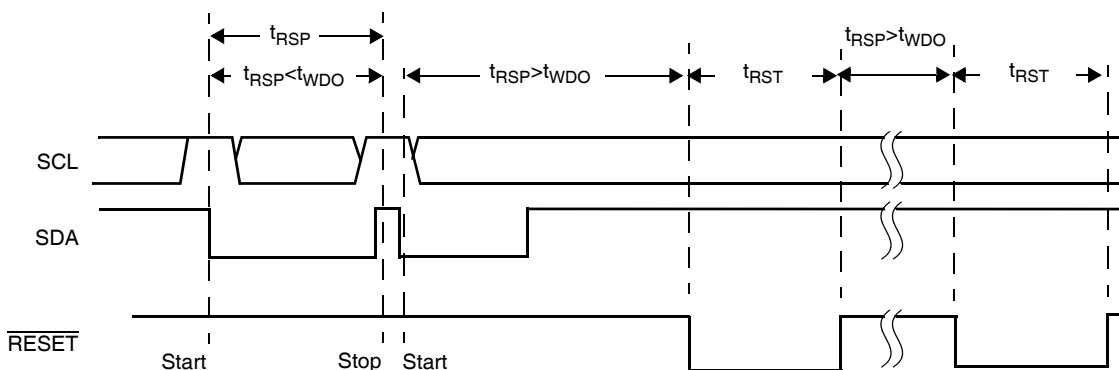 tRSP
tRSP<tWDO
tRSP>tWDO
tRST
tRSP>tWDO
tRST
SCL
SDA
RESET
Start
Stop
Start